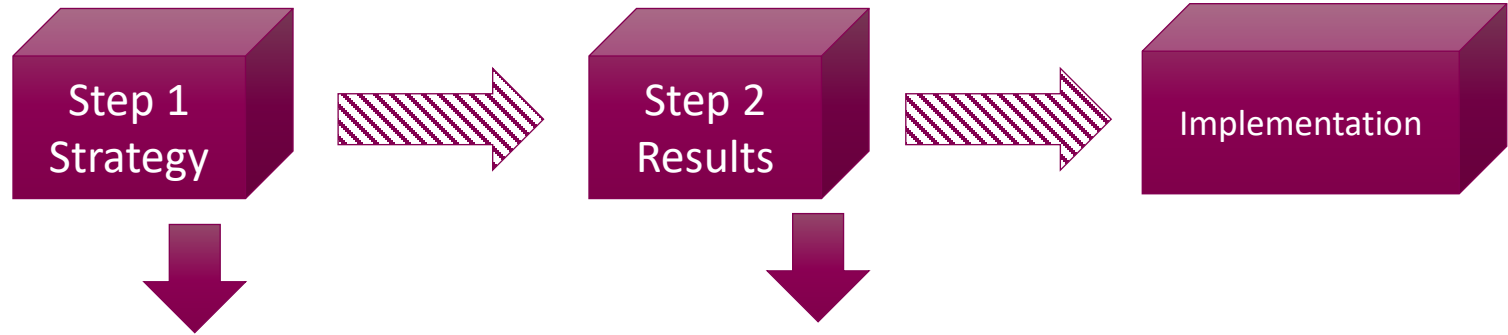 Step 1
Strategy
Step 2
Results
Implementation